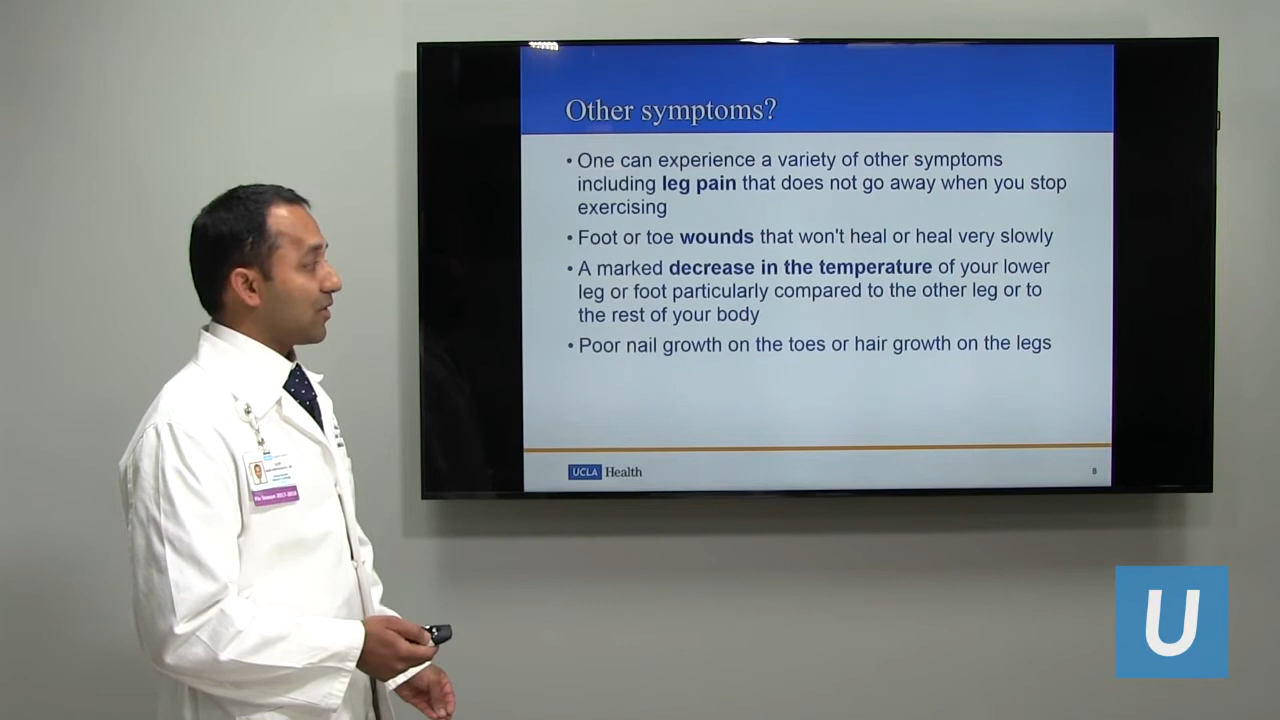 Other symptoms?
• One can experience a variety of other symptoms
including leg pain that does not go away when you stop
exercising
• Foot or toe wounds that won't heal or heal very slowly
• A marked decrease in the temperature of your lower
leg or foot particularly compared to the other leg or to
the rest of your body
• Poor nail growth on the toes or hair growth on the legs
UCLA Health
8
U